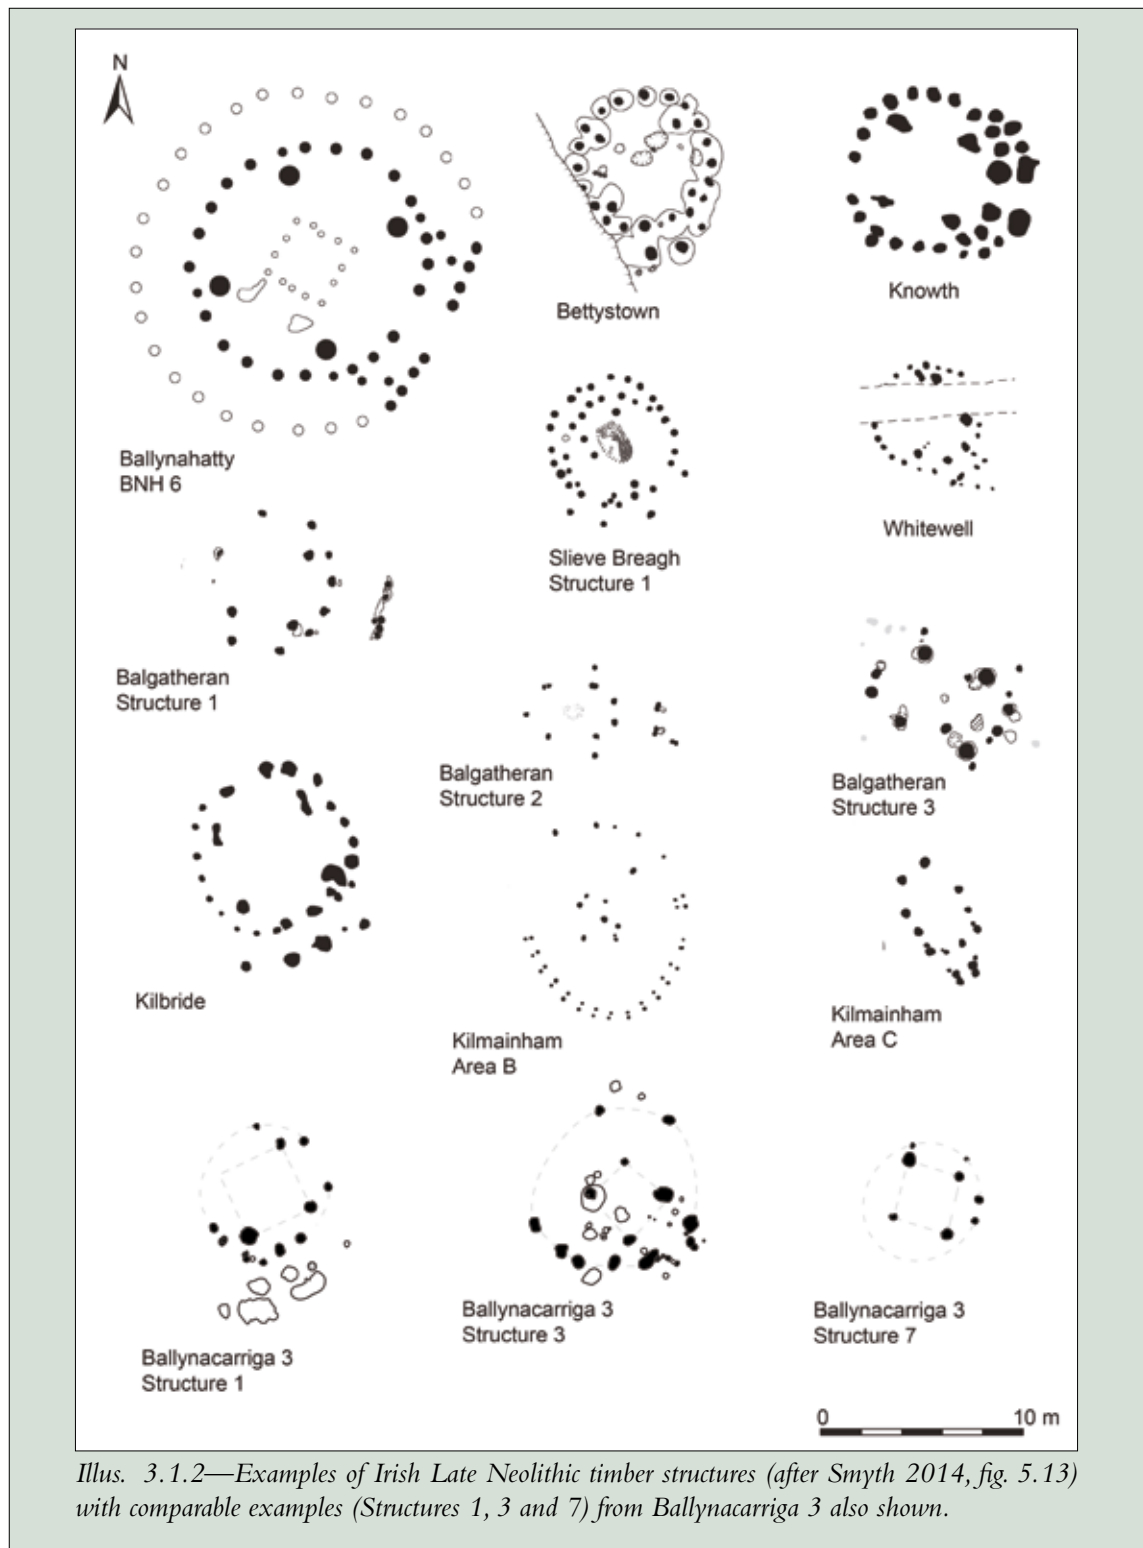 N
Bettystown
Knowth
Ballynahatty
BNH 6
Slieve Breagh
Structure 1
Whitewell
Balgatheran
Structure 1
Balgatheran
Structure 2
Balgatheran
Structure 3
Kilbride
Kilmainham
Area B
Kilmainham
Area C
Ballynacarriga 3
Structure 1
Ballynacarriga 3
Structure 3
Ballynacarriga 3
Structure 7
0 10 m
Illus. 3.1.2—Examples of Irish Late Neolithic timber structures (after Smyth 2014, fig. 5.13)
with comparable examples (Structures 1, 3 and 7) from Ballynacarriga 3 also shown.